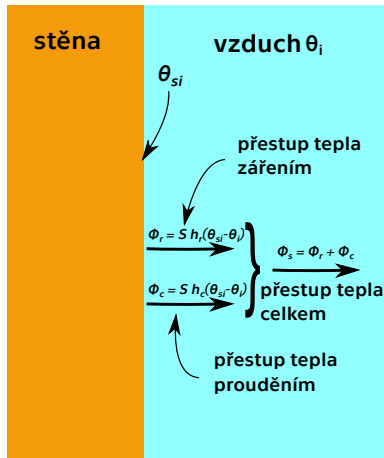 stěna
vzduch θi
θsi
přestup tepla
zářením
Φr = S hr(θsi-θi)
Φs = Φr + Φc
Φc = S hc(θsi-θi)
přestup tepla
celkem
přestup tepla
prouděním